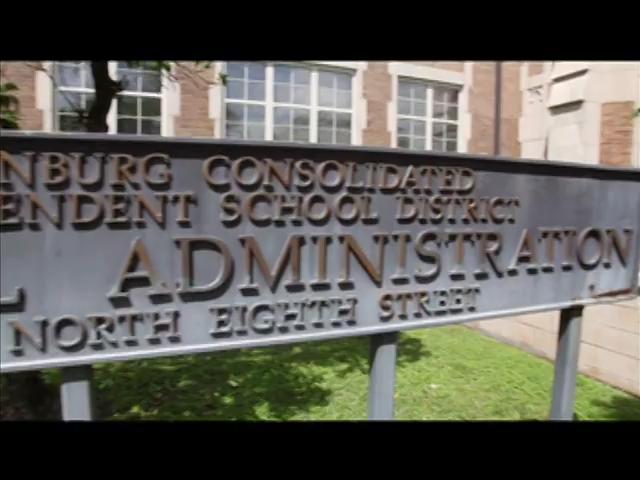 NBURG CONSOLIDATED
ENDENT SCHOOL DISTRICT
L ADMINISTRATION
NORTH EIGHTH STREET